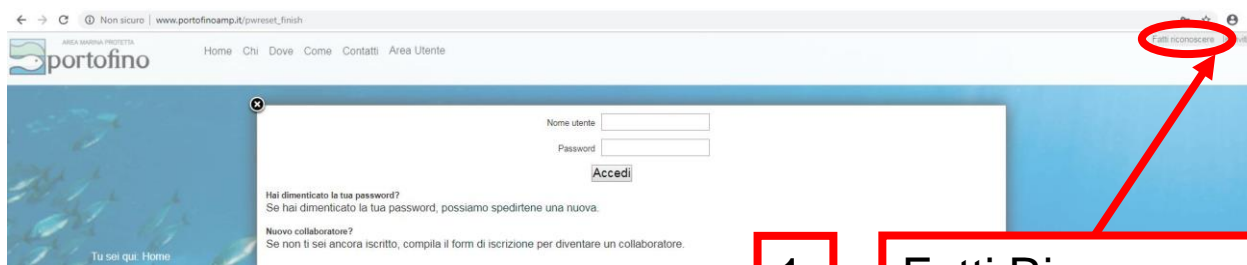 Non sicuro | www.portofinoamp.it/pwreset_finish
AREA MARINA PROTETTA
portofino
Home Chi Dove Come Contatti Area Utente
Fatti riconoscere
Nome utente
Password
Accedi
Hai dimenticato la tua password?
Se hai dimenticato la tua password, possiamo spedirtene una nuova.
Nuovo collaboratore?
Se non ti sei ancora iscritto, compila il form di iscrizione per diventare un collaboratore.
Tu sei qui: Home
1